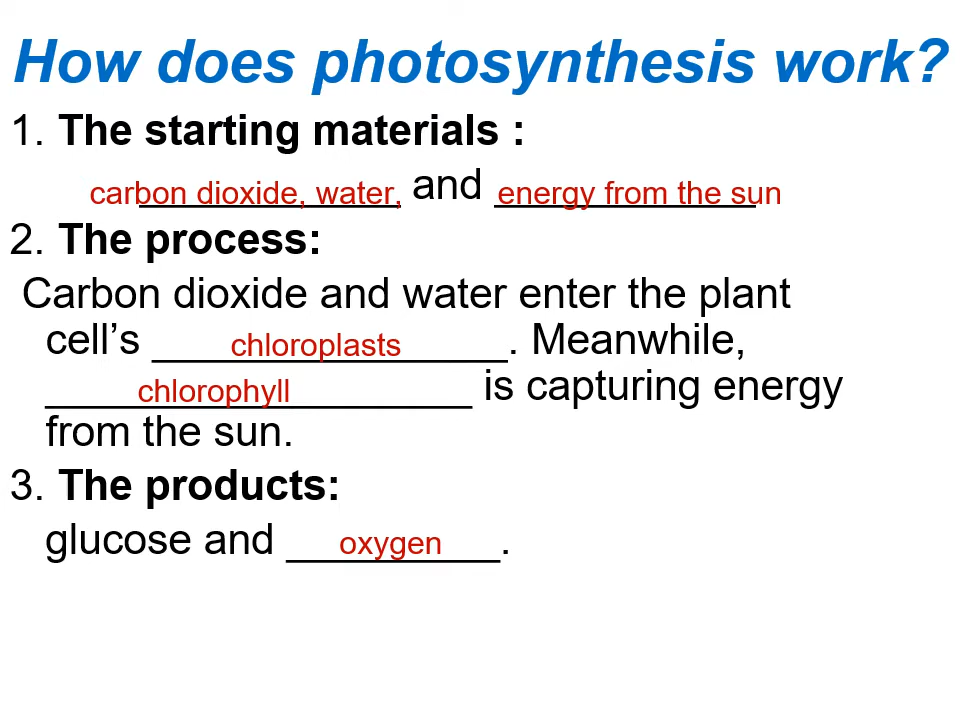 How does photosynthesis work?
1. The starting materials :
carbon dioxide, water, and energy from the sun
2. The process:
Carbon dioxide and water enter the plant
cell’s chloroplasts. Meanwhile,
chlorophyll is capturing energy
from the sun.
3. The products:
glucose and oxygen.